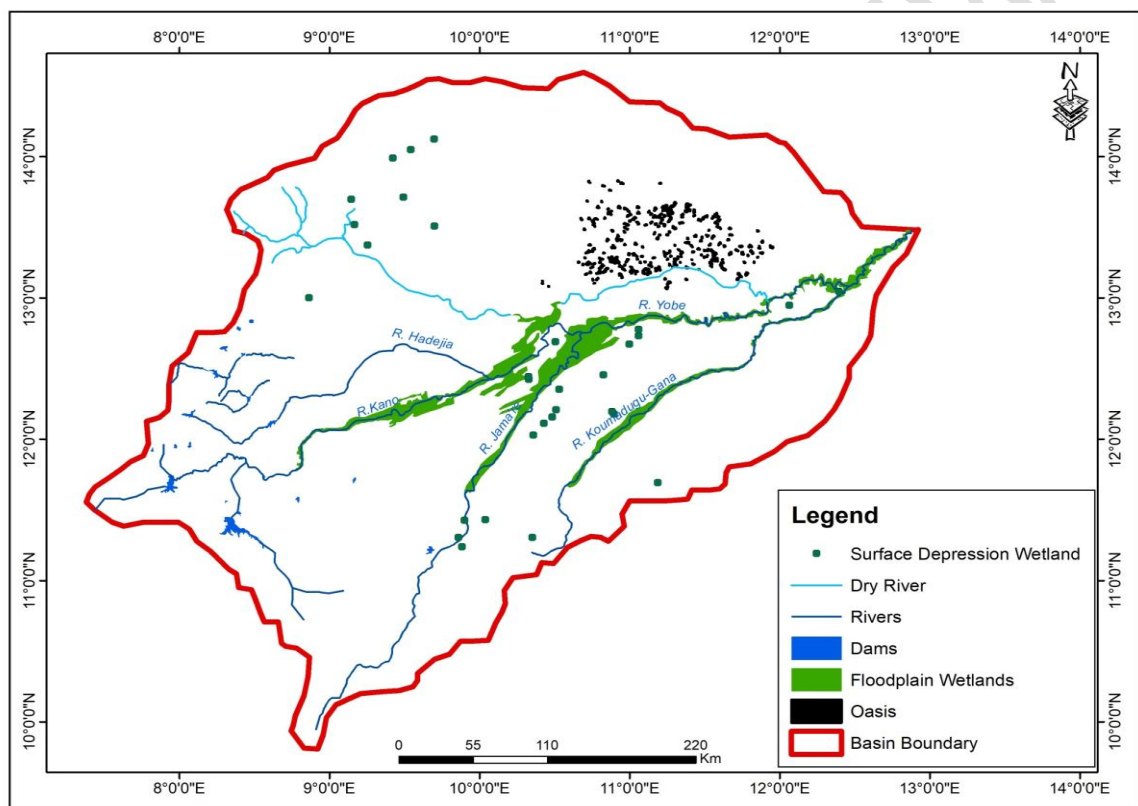 8°0'0"E 9°0'0"E 10°0'0"E 11°0'0"E 12°0'0"E 13°0'0"E 14°0'0"E
N
14°0'0"N 14°0'0"N
13°0'0"N 13°0'0"N
R. Yobe
R. Hadejia
R.Kano
R. Jama
R. Koumadugu-Gana
12°0'0"N 12°0'0"N
11°0'0"N 11°0'0"N
10°0'0"N 10°0'0"N
Legend
Surface Depression Wetland
Dry River
Rivers
Dams
Floodplain Wetlands
Oasis
Basin Boundary
0 55 110 220
Km
8°0'0"E 9°0'0"E 10°0'0"E 11°0'0"E 12°0'0"E 13°0'0"E 14°0'0"E